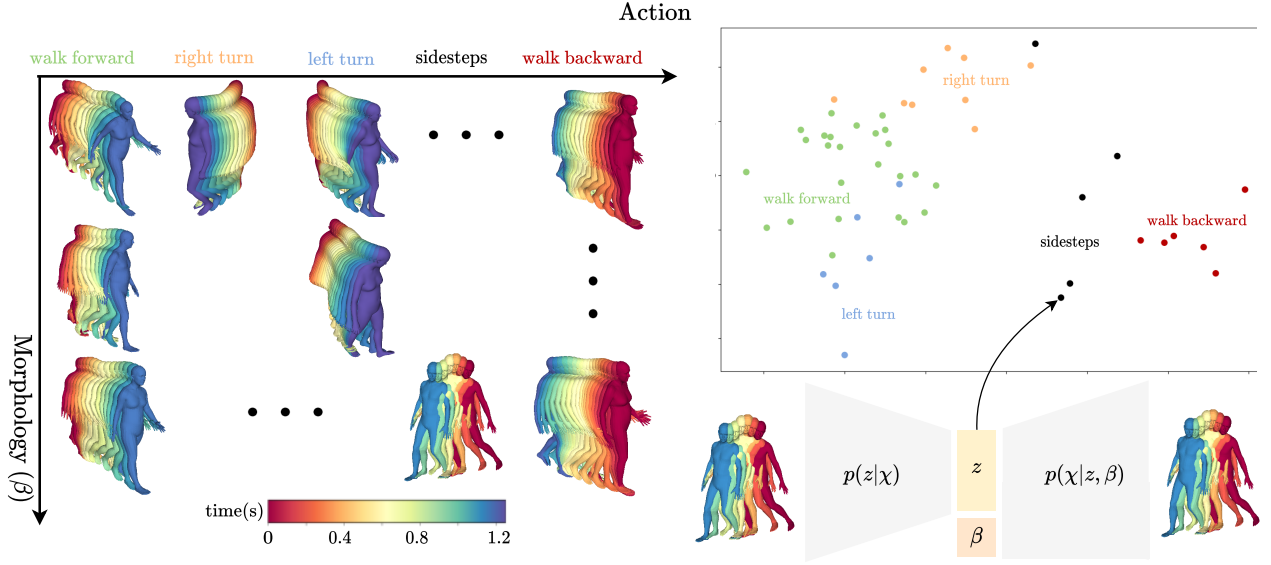 Action
walk forward
right turn
left turn
sidesteps
walk backward
Morphology (β)
time(s)
0
0.4
0.8
1.2
right turn
walk forward
walk backward
sidesteps
left turn
p(z|χ)
z
p(χ|z, β)
β